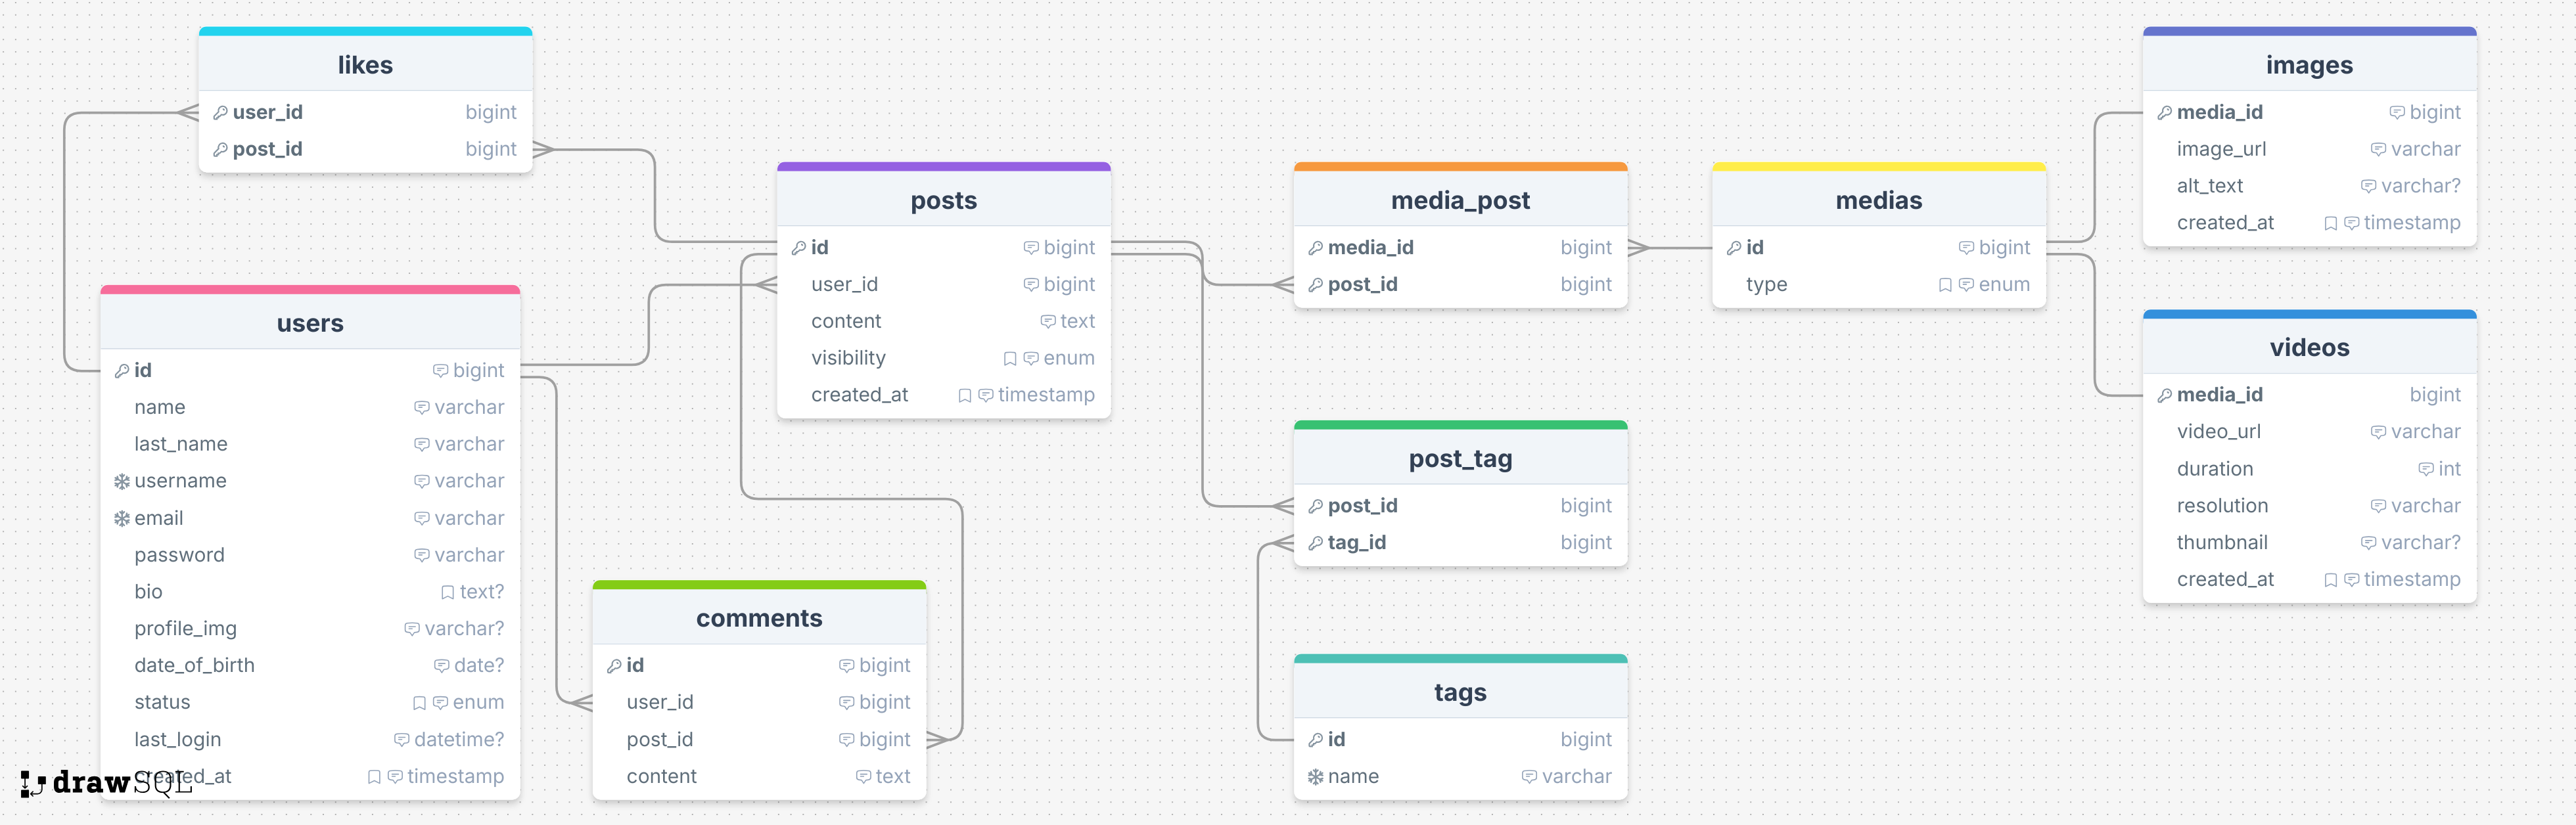 likes
user_id bigint
post_id bigint
users
id bigint
name varchar
last_name varchar
username varchar
email varchar
password varchar
bio text?
profile_img varchar?
date_of_birth date?
status enum
last_login datetime?
created_at timestamp
drawSQL
posts
id bigint
user_id bigint
content text
visibility enum
created_at timestamp
comments
id bigint
user_id bigint
post_id bigint
content text
media_post
media_id bigint
post_id bigint
post_tag
post_id bigint
tag_id bigint
tags
id bigint
name varchar
medias
id bigint
type enum
images
media_id bigint
image_url varchar
alt_text varchar?
created_at timestamp
videos
media_id bigint
video_url varchar
duration int
resolution varchar
thumbnail varchar?
created_at timestamp